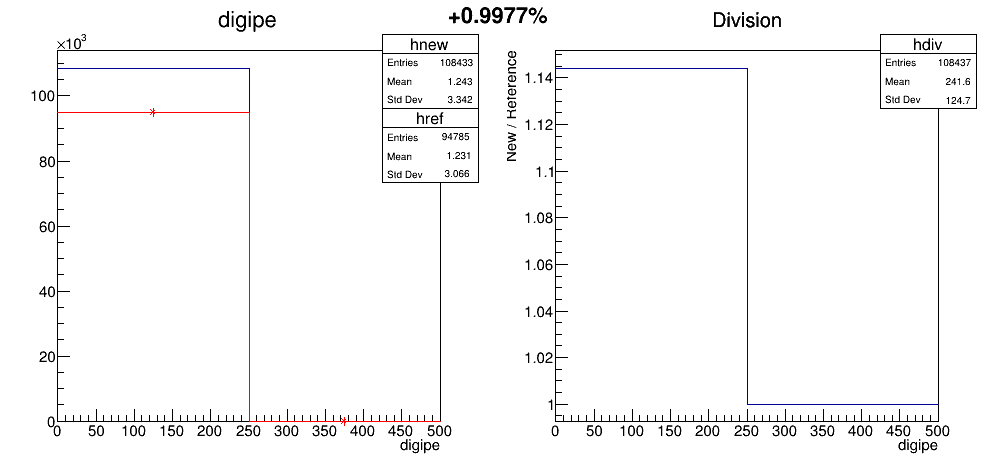 digipe
+0.9977%
Division
×10³
hnew
Entries 108433
Mean 1.243
Std Dev 3.342
href
Entries 94785
Mean 1.231
Std Dev 3.066
100
80
60
40
20
0
0 50 100 150 200 250 300 350 400 450 500
digipe
hdiv
Entries 108437
Mean 241.6
Std Dev 124.7
New / Reference
1.14
1.12
1.1
1.08
1.06
1.04
1.02
1
0 50 100 150 200 250 300 350 400 450 500
digipe